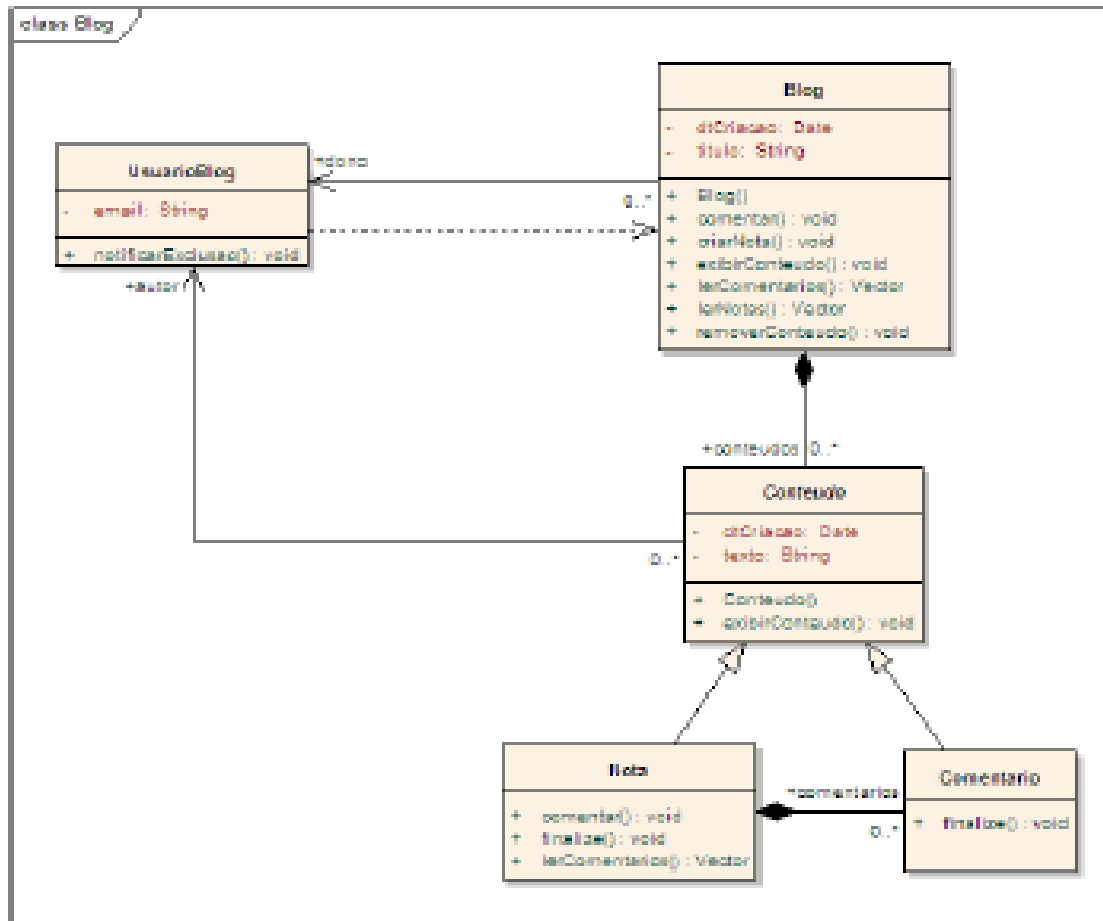 class Blog
Blog
- dtCriacao: Date
- titulo: String
+ Blog()
+ comentar() : void
+ criarNota() : void
+ exibirConteudo() : void
+ lerComentarios() : Vector
+ lerNotas() : Vector
+ removerConteudo() : void
UsuarioBlog
- email: String
+ notificarExclusao() : void
+dono
0..*
+autor
+conteudos 0..*
Conteudo
- dtCriacao: Date
- texto: String
+ Conteudo()
+ exibirConteudo() : void
0..*
Nota
+ comentar() : void
+ finalize() : void
+ lerComentarios() : Vector
+comentarios
0..*
Comentario
+ finalize() : void